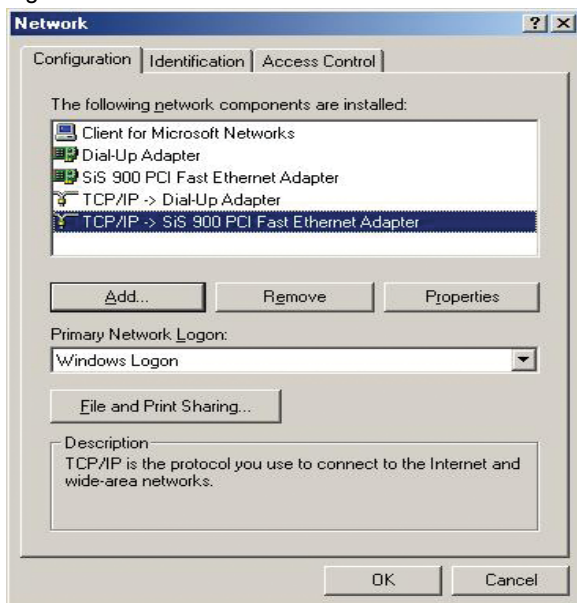 Network
Configuration Identification Access Control
The following network components are installed:
Client for Microsoft Networks
Dial-Up Adapter
SiS 900 PCI Fast Ethernet Adapter
TCP/IP -> Dial-Up Adapter
TCP/IP -> SiS 900 PCI Fast Ethernet Adapter
Add... Remove Properties
Primary Network Logon:
Windows Logon
File and Print Sharing...
Description
TCP/IP is the protocol you use to connect to the Internet and
wide-area networks.
OK Cancel